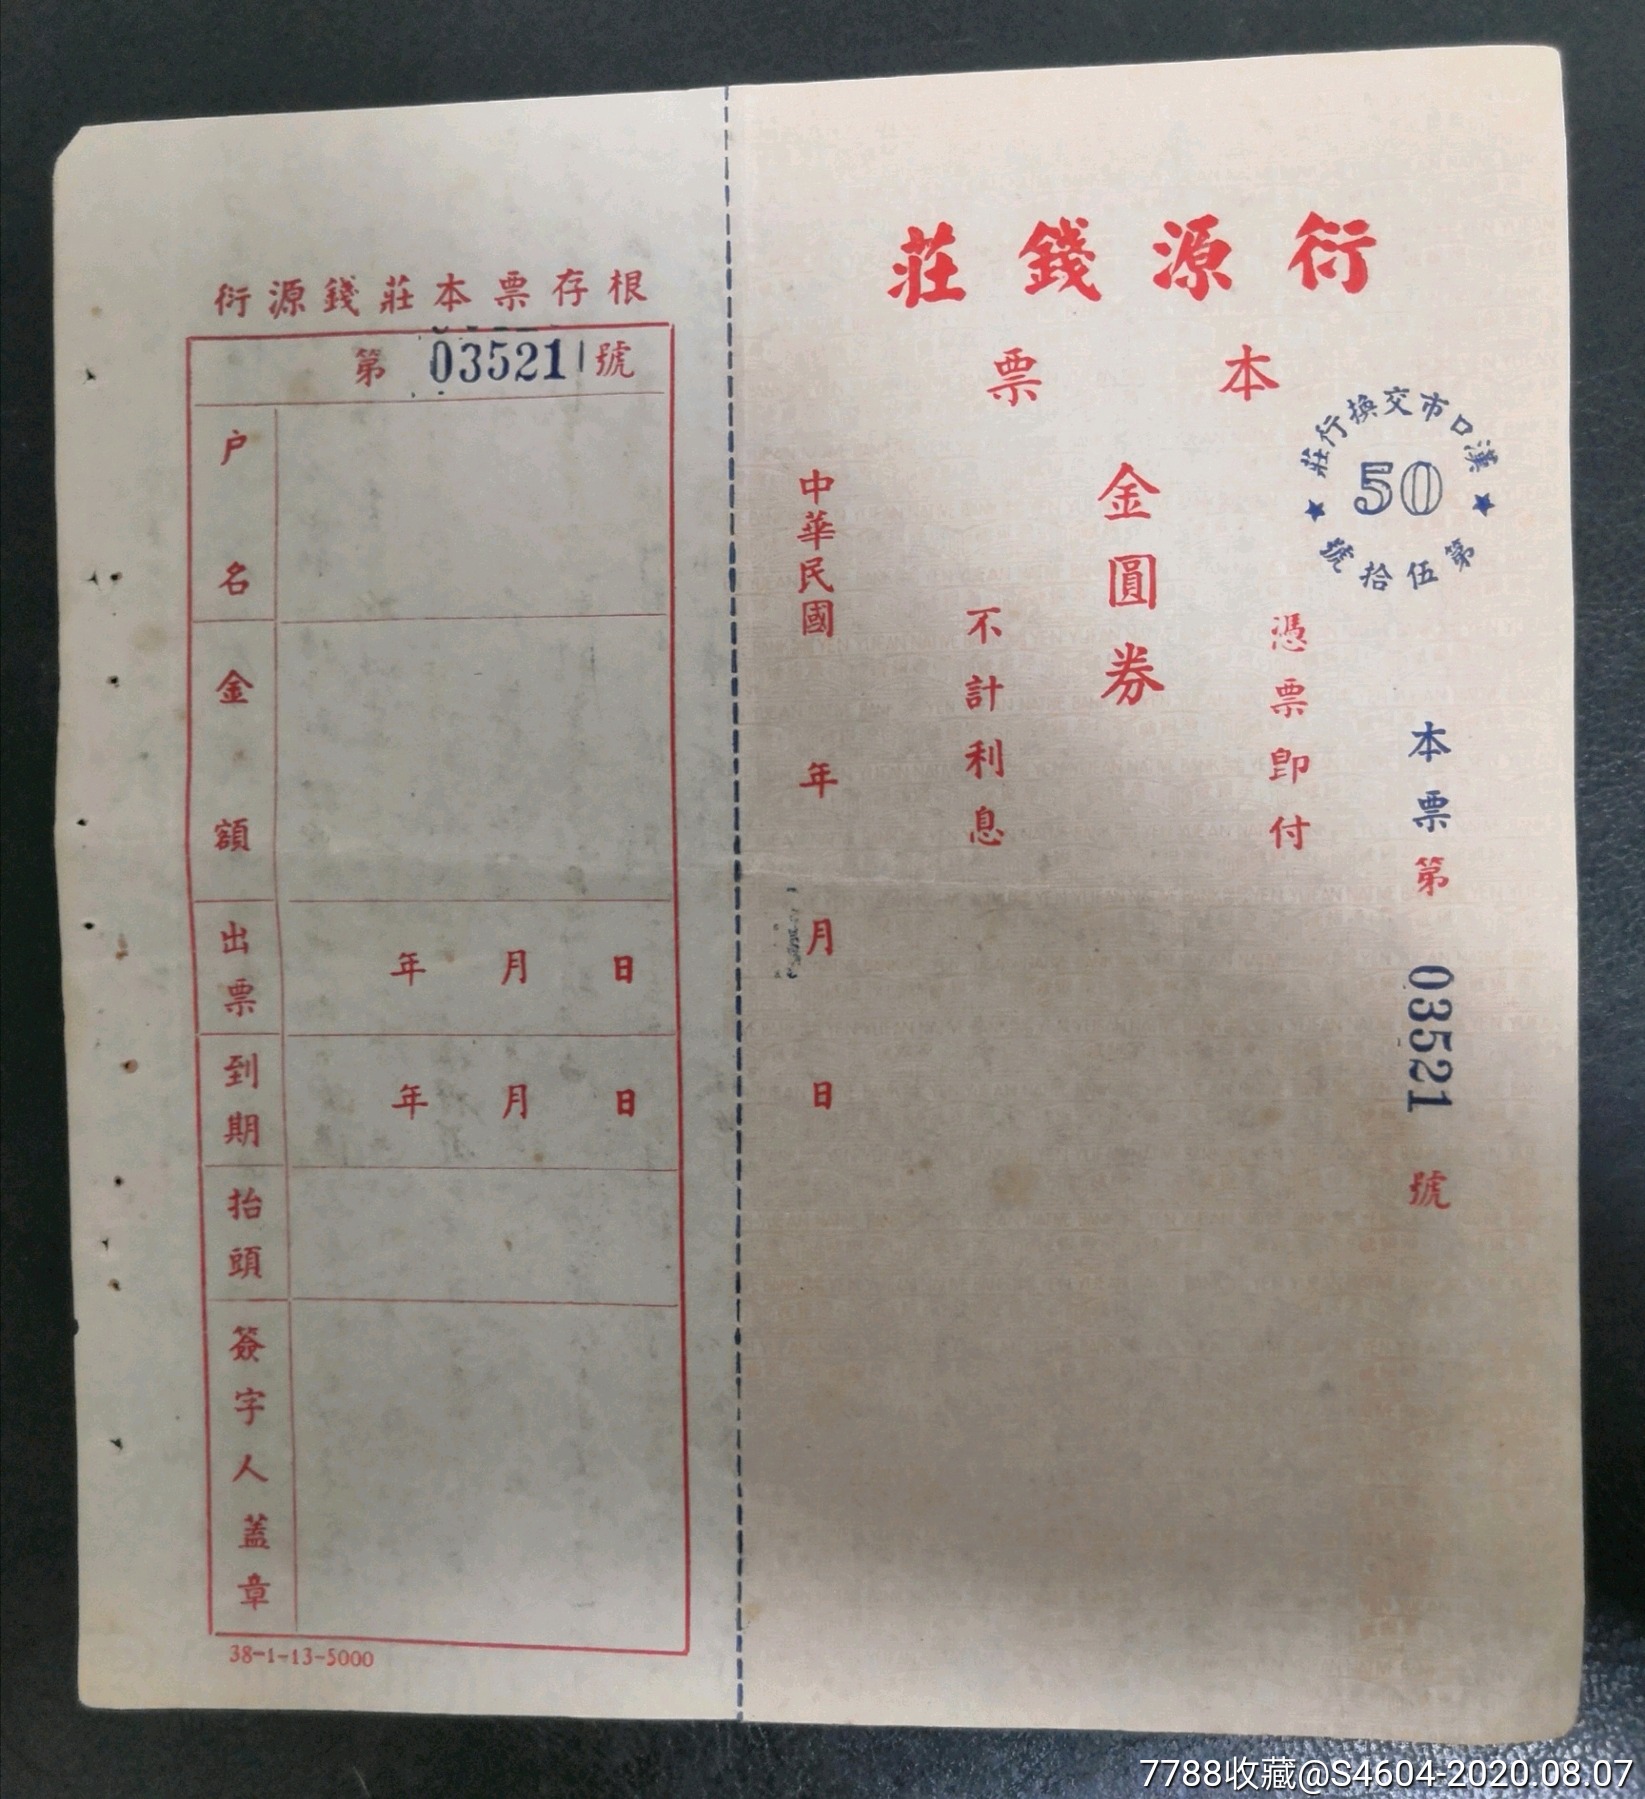 衍源錢莊
本票
漢口市交換行莊
50
第伍拾號
本票第 03521 號
憑票即付
金圓券
不計利息
中華民國 年 月 日
衍源錢莊本票存根
第 03521 號
户名
金額
出票 年 月 日
到期 年 月 日
抬頭
簽字人蓋章
38-1-13-5000
7788收藏@S4604-2020.08.07